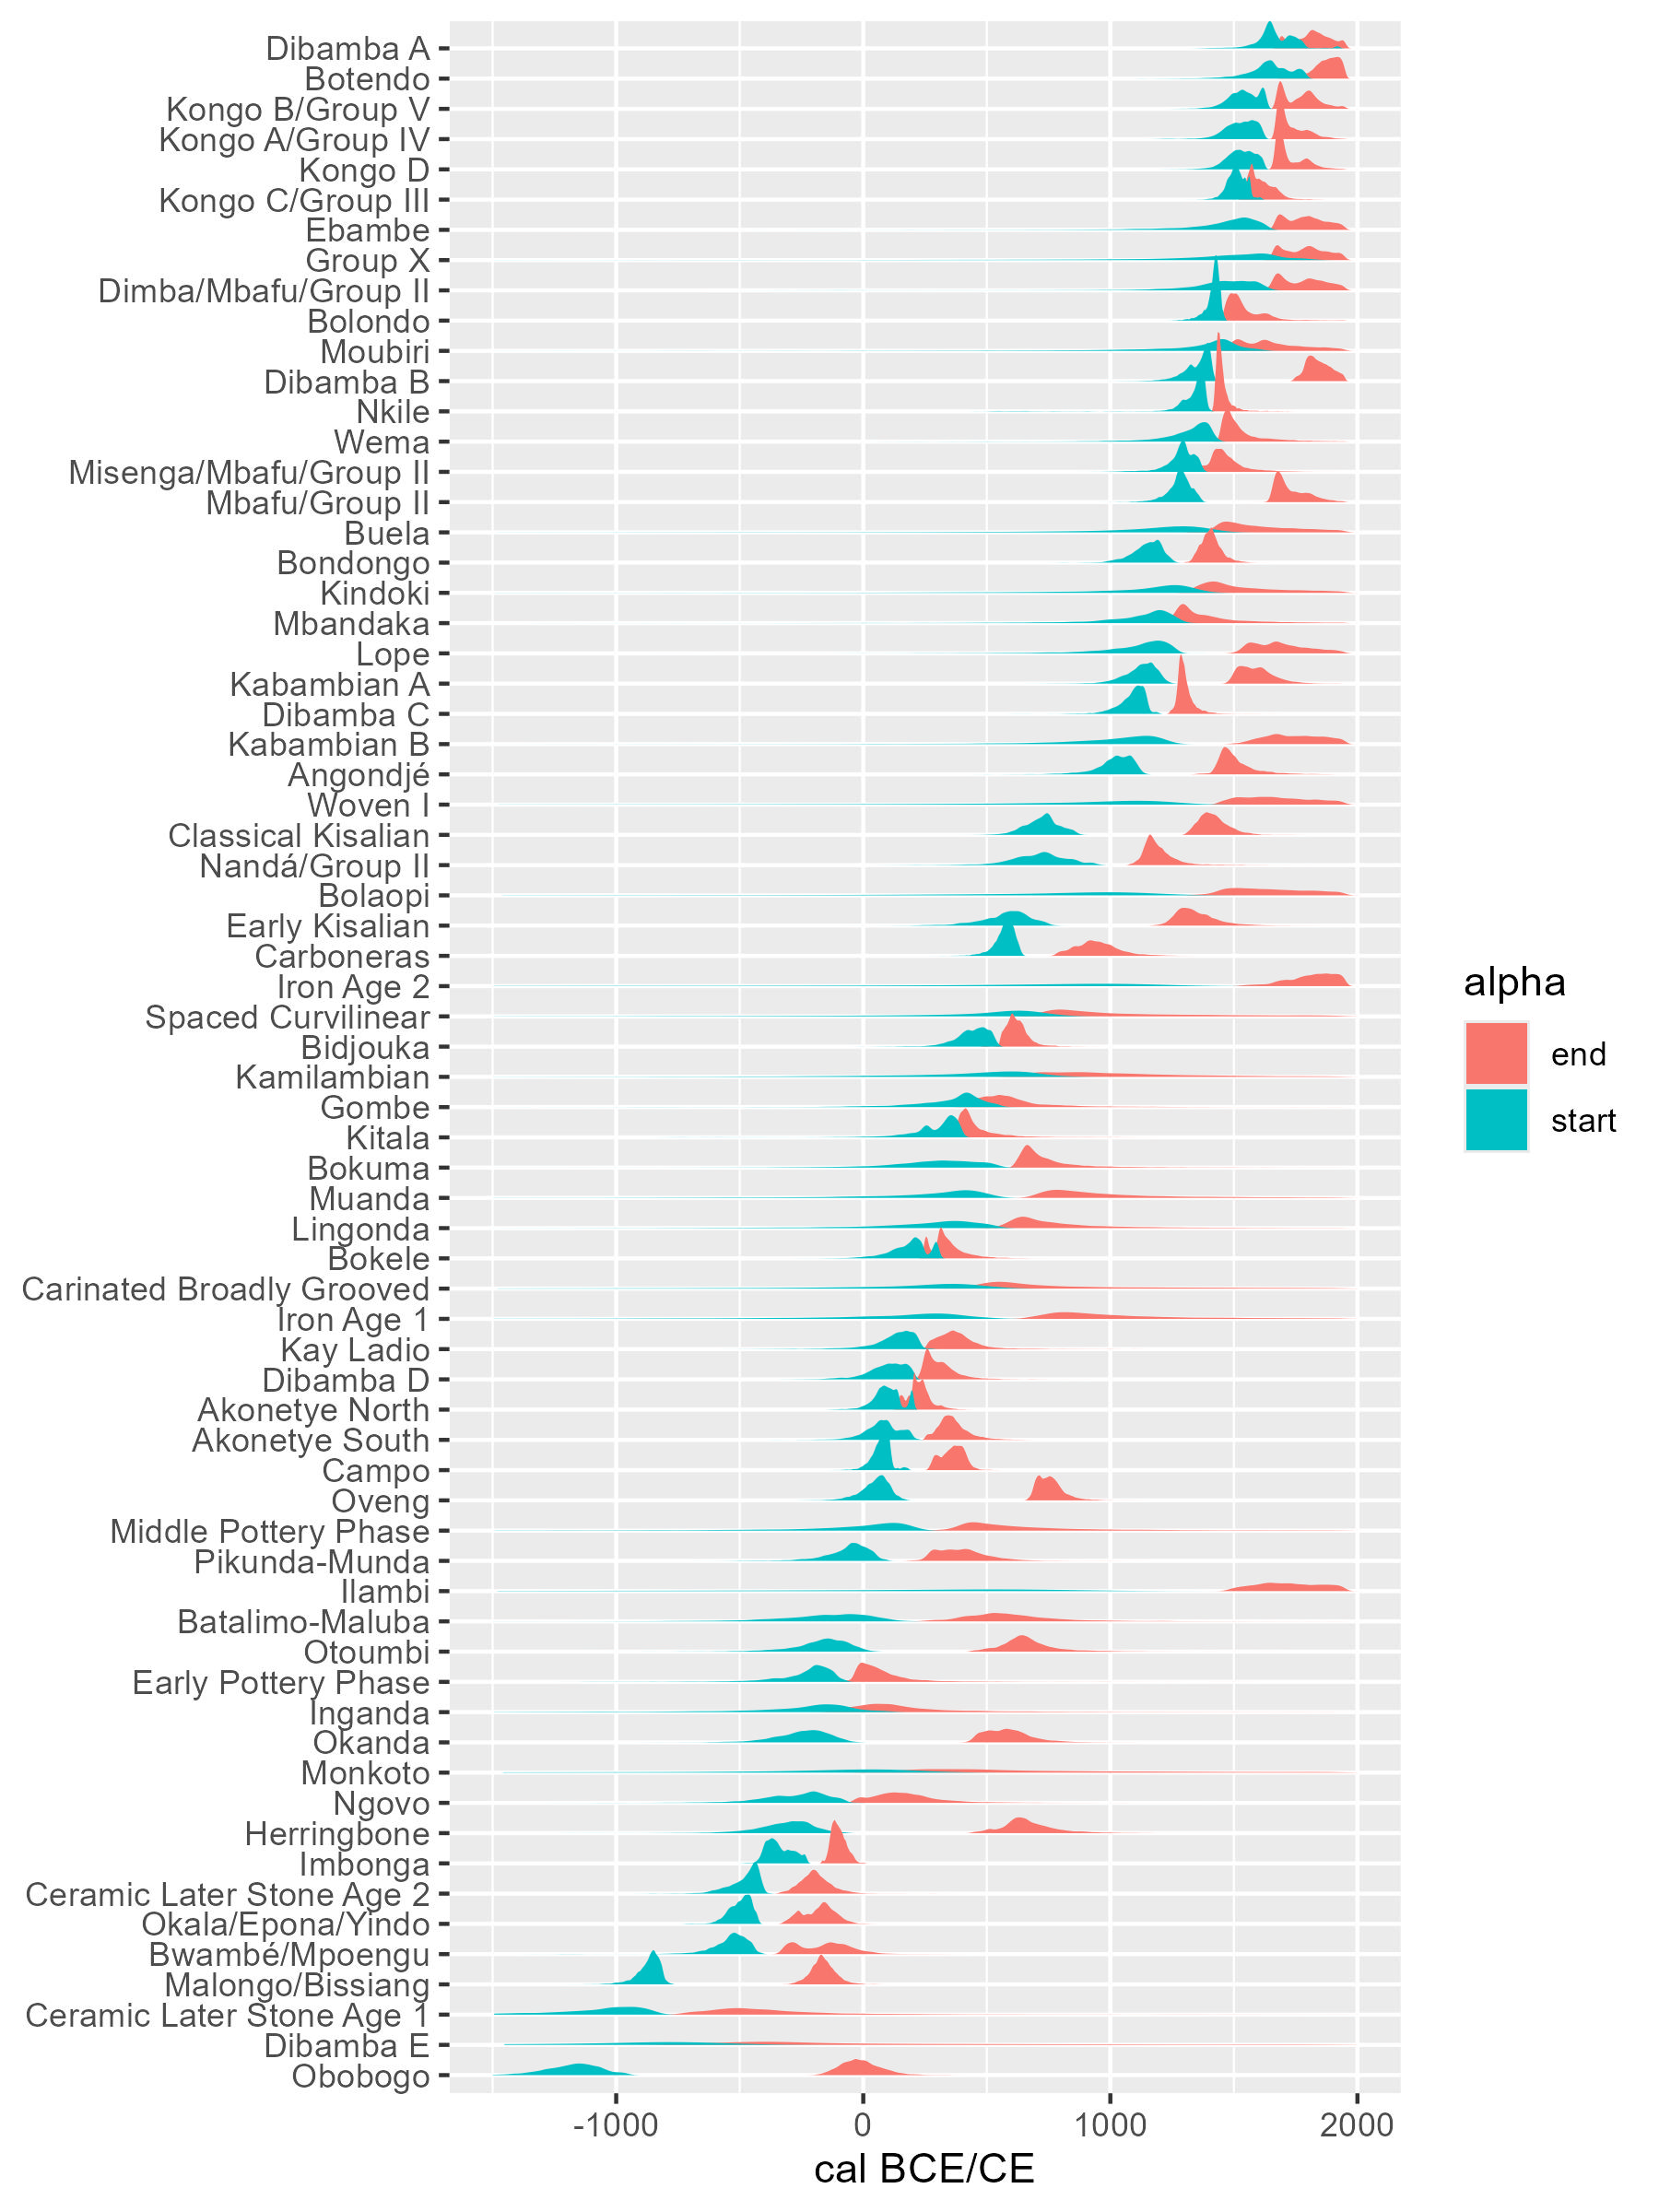 Dibamba A
Botendo
Kongo B/Group V
Kongo A/Group IV
Kongo D
Kongo C/Group III
Ebambe
Group X
Dimba/Mbafu/Group II
Bolondo
Moubiri
Dibamba B
Nkile
Wema
Misenga/Mbafu/Group II
Mbafu/Group II
Buela
Bondongo
Kindoki
Mbandaka
Lope
Kabambian A
Dibamba C
Kabambian B
Angondjé
Woven I
Classical Kisalian
Nandá/Group II
Bolaopi
Early Kisalian
Carboneras
Iron Age 2
Spaced Curvilinear
Bidjouka
Kamilambian
Gombe
Kitala
Bokuma
Muanda
Lingonda
Bokele
Carinated Broadly Grooved
Iron Age 1
Kay Ladio
Dibamba D
Akonetye North
Akonetye South
Campo
Oveng
Middle Pottery Phase
Pikunda-Munda
Ilambi
Batalimo-Maluba
Otoumbi
Early Pottery Phase
Inganda
Okanda
Monkoto
Ngovo
Herringbone
Imbonga
Ceramic Later Stone Age 2
Okala/Epona/Yindo
Bwambé/Mpoengu
Malongo/Bissiang
Ceramic Later Stone Age 1
Dibamba E
Obobogo
-1000 0 1000 2000
cal BCE/CE
alpha
end
start